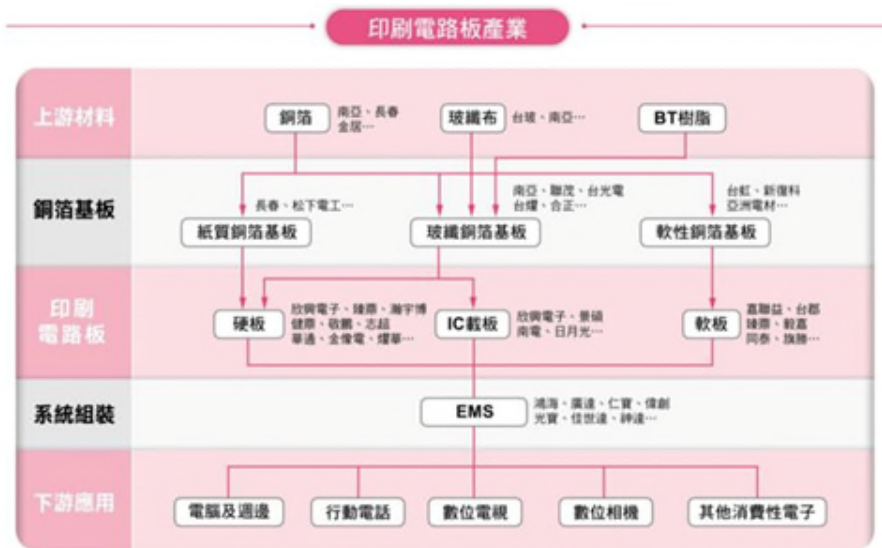 印刷電路板產業
上游材料
銅箔
南亞、長春
金居…
玻纖布
台玻、南亞…
BT樹脂
銅箔基板
長春、松下電工…
紙質銅箔基板
南亞、聯茂、台光電
台燿、合正…
玻纖銅箔基板
台虹、新復科
亞洲電材…
軟性銅箔基板
印刷
電路板
硬板
欣興電子、臻鼎、瀚宇博
健鼎、敬鵬、志超
華通、金像電、燿華…
IC載板
欣興電子、景碩
南電、日月光…
軟板
嘉聯益、台郡
臻鼎、毅嘉
同泰、旗勝…
系統組裝
EMS
鴻海、廣達、仁寶、偉創
光寶、佳世達、神達…
下游應用
電腦及週邊
行動電話
數位電視
數位相機
其他消費性電子